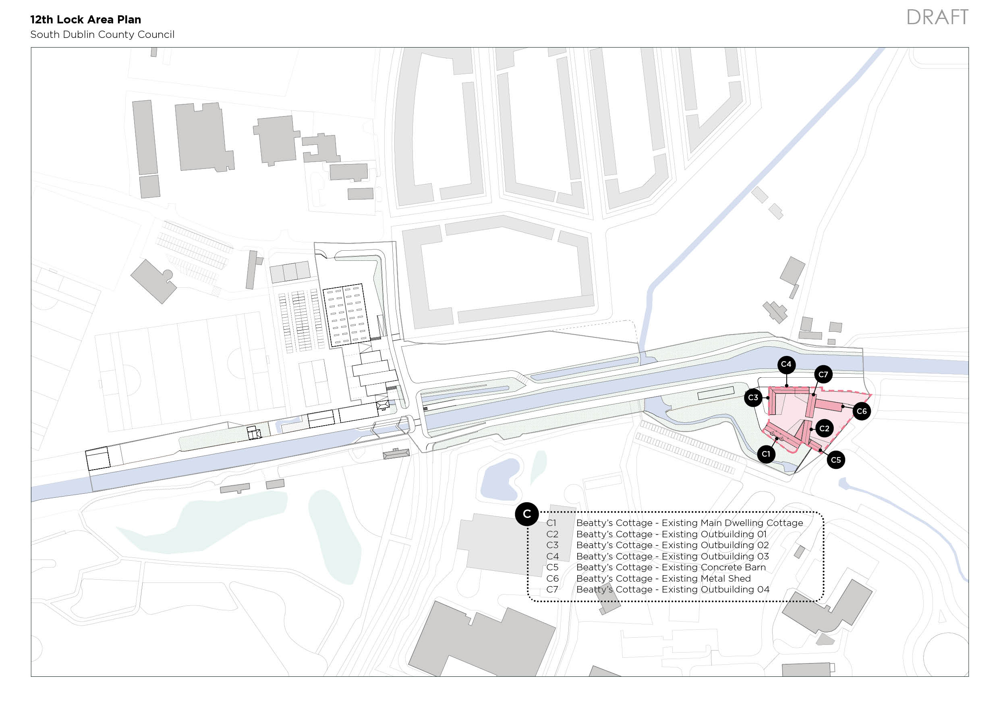 12th Lock Area Plan
South Dublin County Council
DRAFT
C4
C7
C3
C6
C2
C1
C5
C
C1 Beatty’s Cottage - Existing Main Dwelling Cottage
C2 Beatty’s Cottage - Existing Outbuilding 01
C3 Beatty’s Cottage - Existing Outbuilding 02
C4 Beatty’s Cottage - Existing Outbuilding 03
C5 Beatty’s Cottage - Existing Concrete Barn
C6 Beatty’s Cottage - Existing Metal Shed
C7 Beatty’s Cottage - Existing Outbuilding 04